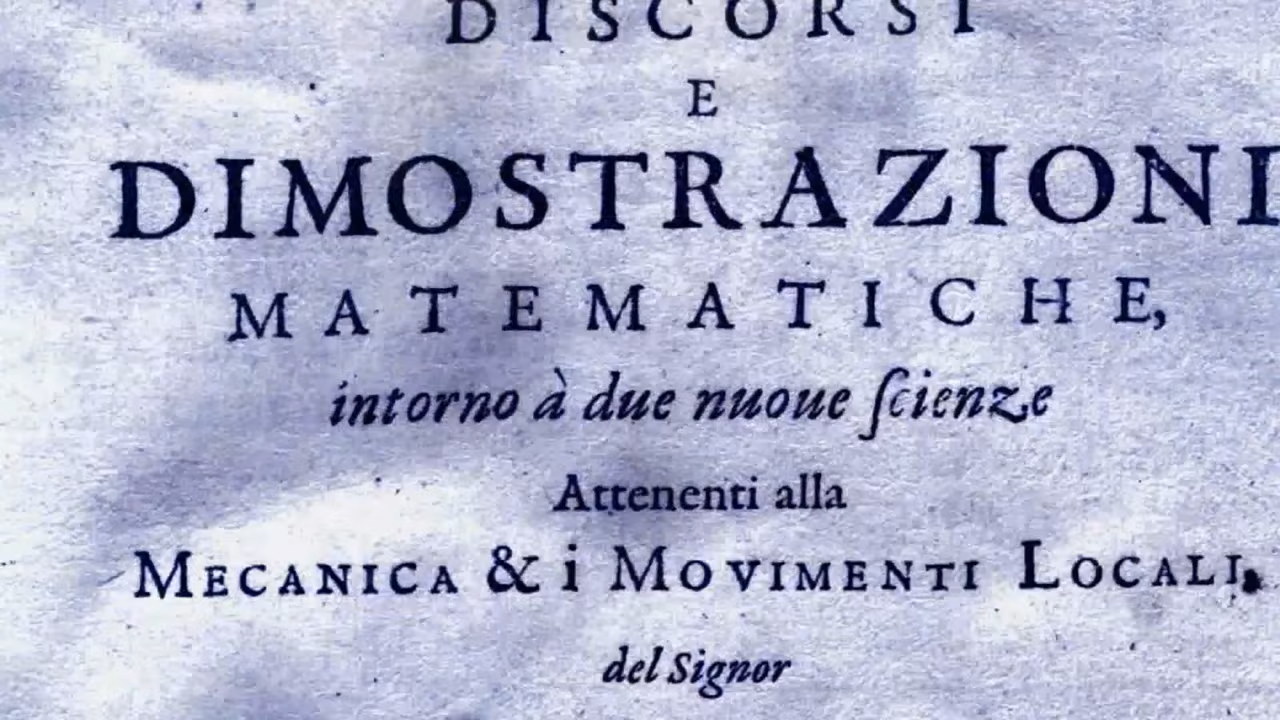 DISCORSI
E
DIMOSTRAZIONI
MATEMATICHE,
intorno à due nuoue ſcienze
Attenenti alla
MECANICA & i MOVIMENTI LOCALI,
del Signor